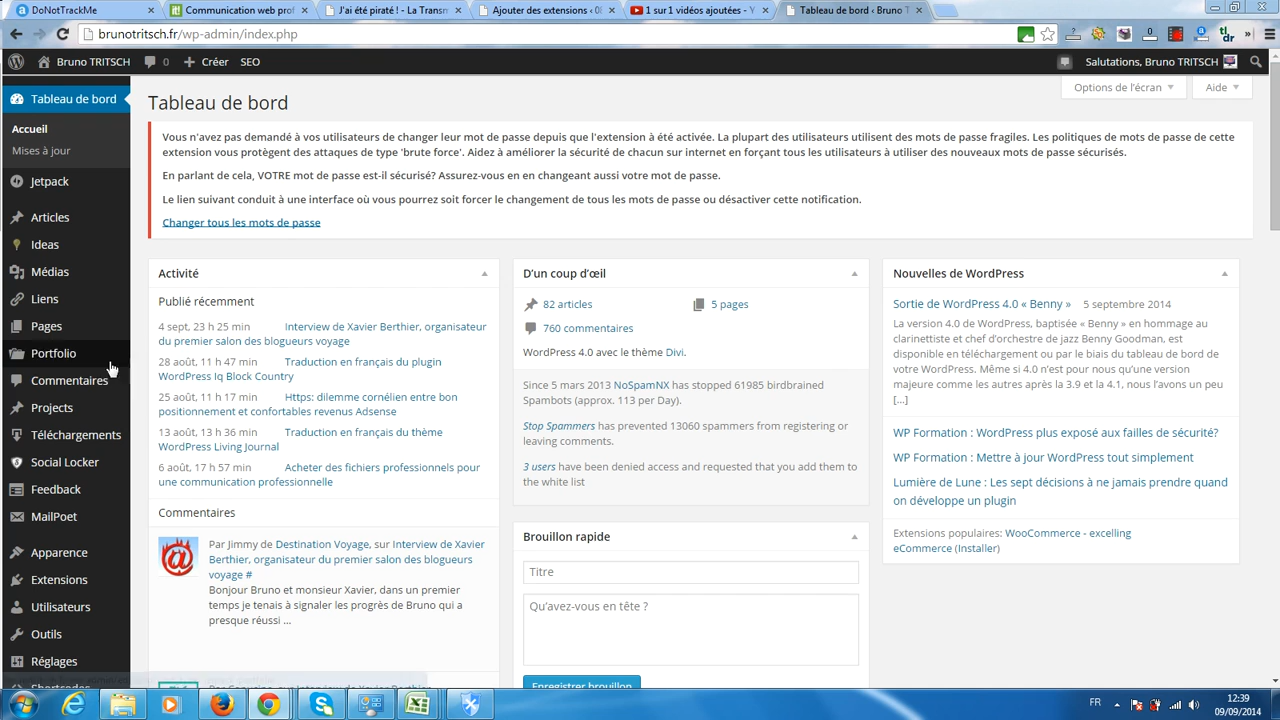 DoNotTrackMe
Communication web prof
J'ai été piraté ! - La Transm
Ajouter des extensions ‹ 08
1 sur 1 vidéos ajoutées - Y
Tableau de bord ‹ Bruno T
brunotritsch.fr/wp-admin/index.php
Bruno TRITSCH
0
Créer
SEO
Salutations, Bruno TRITSCH
Tableau de bord
Accueil
Mises à jour
Jetpack
Articles
Ideas
Médias
Liens
Pages
Portfolio
Commentaires
Projects
Téléchargements
Social Locker
Feedback
MailPoet
Apparence
Extensions
Utilisateurs
Outils
Réglages
Shortcodes
Options de l'écran
Aide
Tableau de bord
Vous n'avez pas demandé à vos utilisateurs de changer leur mot de passe depuis que l'extension à été activée. La plupart des utilisateurs utilisent des mots de passe fragiles. Les politiques de mots de passe de cette
extension vous protègent des attaques de type 'brute force'. Aidez à améliorer la sécurité de chacun sur internet en forçant tous les utilisateurs à utiliser des nouveaux mots de passe sécurisés.
En parlant de cela, VOTRE mot de passe est-il sécurisé? Assurez-vous en en changeant aussi votre mot de passe.
Le lien suivant conduit à une interface où vous pourrez soit forcer le changement de tous les mots de passe ou désactiver cette notification.
Changer tous les mots de passe
Activité
Publié récemment
4 sept, 23 h 25 min Interview de Xavier Berthier, organisateur
du premier salon des blogueurs voyage
28 août, 11 h 47 min Traduction en français du plugin
WordPress Iq Block Country
25 août, 11 h 17 min Https: dilemme cornélien entre bon
positionnement et confortables revenus Adsense
13 août, 13 h 36 min Traduction en français du thème
WordPress Living Journal
6 août, 17 h 57 min Acheter des fichiers professionnels pour
une communication professionnelle
Commentaires
Par Jimmy de Destination Voyage, sur Interview de Xavier
Berthier, organisateur du premier salon des blogueurs
voyage #
Bonjour Bruno et monsieur Xavier, dans un premier
temps je tenais à signaler les progrès de Bruno qui a
presque réussi …
D'un coup d'œil
82 articles
5 pages
760 commentaires
WordPress 4.0 avec le thème Divi.
Since 5 mars 2013 NoSpamNX has stopped 61985 birdbrained
Spambots (approx. 113 per Day).
Stop Spammers has prevented 13060 spammers from registering or
leaving comments.
3 users have been denied access and requested that you add them to
the white list
Brouillon rapide
Titre
Qu'avez-vous en tête ?
Enregistrer brouillon
Nouvelles de WordPress
Sortie de WordPress 4.0 « Benny » 5 septembre 2014
La version 4.0 de WordPress, baptisée « Benny » en hommage au
clarinettiste et chef d'orchestre de jazz Benny Goodman, est
disponible en téléchargement ou par le biais du tableau de bord de
votre WordPress. Même si 4.0 n'est pour nous qu'une version
majeure comme les autres après la 3.9 et la 4.1, nous l'avons un peu
[…]
WP Formation : WordPress plus exposé aux failles de sécurité?
WP Formation : Mettre à jour WordPress tout simplement
Lumière de Lune : Les sept décisions à ne jamais prendre quand
on développe un plugin
Extensions populaires: WooCommerce - excelling
eCommerce (Installer)
FR
12:39
09/09/2014